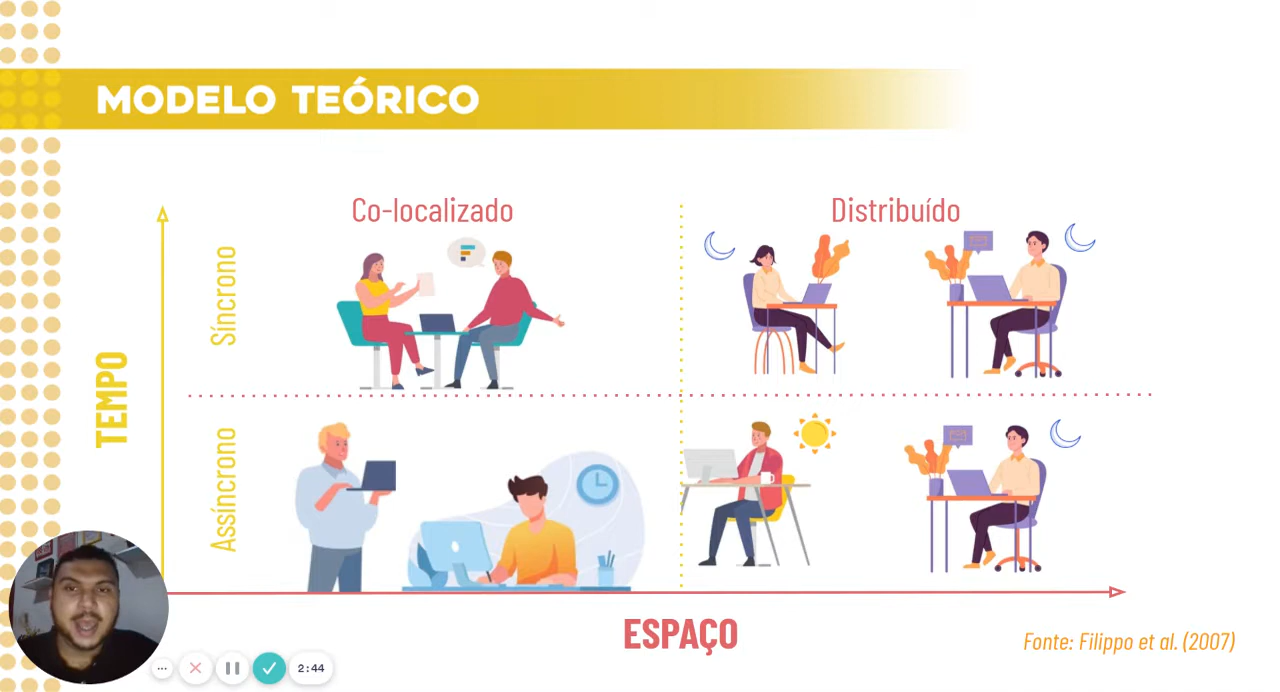 MODELO TEÓRICO
Co-localizado
Distribuído
TEMPO
Síncrono
Assíncrono
ESPAÇO
Fonte: Filippo et al. (2007)
2:44